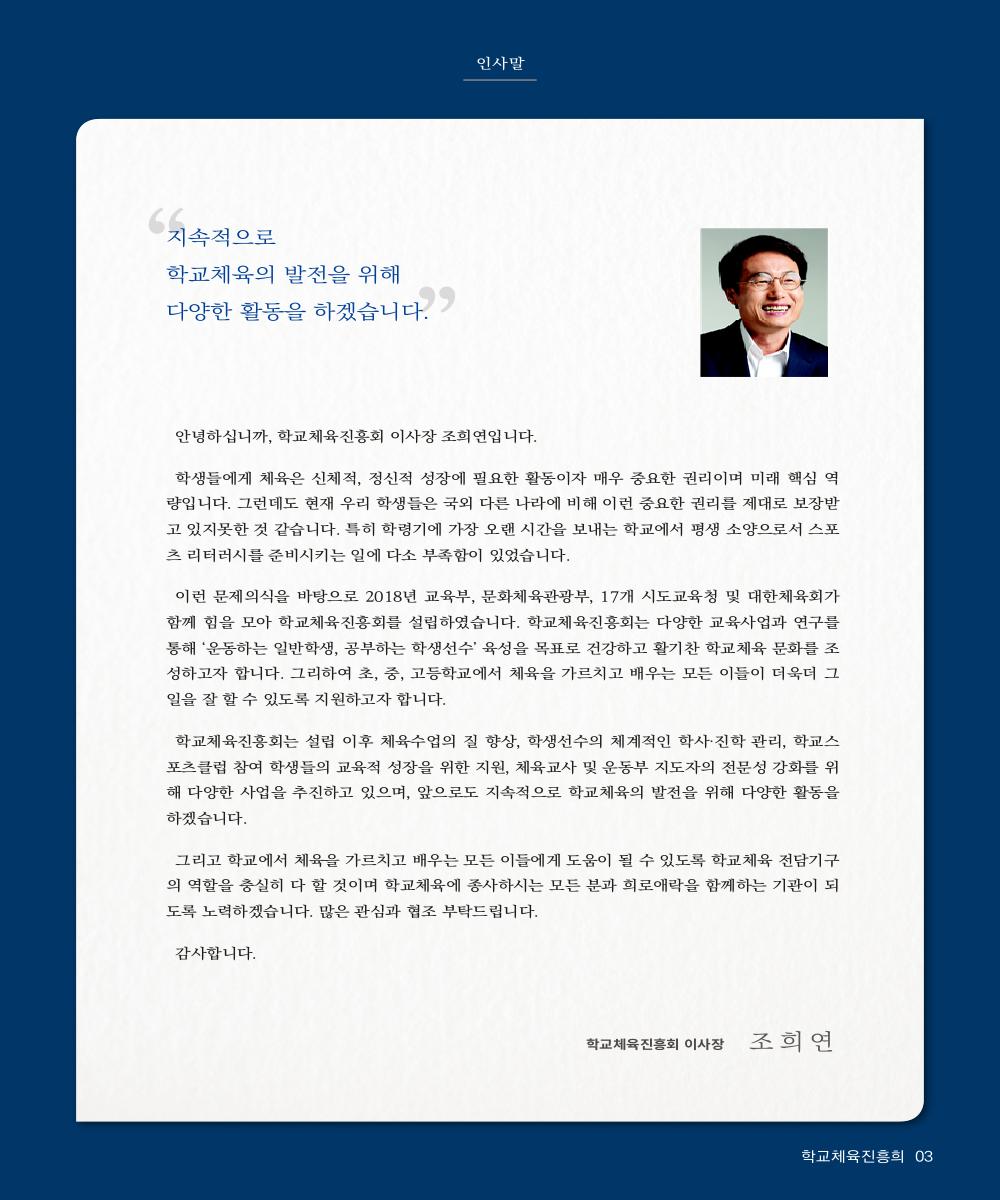 인사말
“지속적으로
학교체육의 발전을 위해
다양한 활동을 하겠습니다.”
안녕하십니까, 학교체육진흥회 이사장 조희연입니다.
학생들에게 체육은 신체적, 정신적 성장에 필요한 활동이자 매우 중요한 권리이며 미래 핵심 역
량입니다. 그런데도 현재 우리 학생들은 국외 다른 나라에 비해 이런 중요한 권리를 제대로 보장받
고 있지못한 것 같습니다. 특히 학령기에 가장 오랜 시간을 보내는 학교에서 평생 소양으로서 스포
츠 리터러시를 준비시키는 일에 다소 부족함이 있었습니다.
이런 문제의식을 바탕으로 2018년 교육부, 문화체육관광부, 17개 시도교육청 및 대한체육회가
함께 힘을 모아 학교체육진흥회를 설립하였습니다. 학교체육진흥회는 다양한 교육사업과 연구를
통해 ‘운동하는 일반학생, 공부하는 학생선수’ 육성을 목표로 건강하고 활기찬 학교체육 문화를 조
성하고자 합니다. 그리하여 초, 중, 고등학교에서 체육을 가르치고 배우는 모든 이들이 더욱더 그
일을 잘 할 수 있도록 지원하고자 합니다.
학교체육진흥회는 설립 이후 체육수업의 질 향상, 학생선수의 체계적인 학사·진학 관리, 학교스
포츠클럽 참여 학생들의 교육적 성장을 위한 지원, 체육교사 및 운동부 지도자의 전문성 강화를 위
해 다양한 사업을 추진하고 있으며, 앞으로도 지속적으로 학교체육의 발전을 위해 다양한 활동을
하겠습니다.
그리고 학교에서 체육을 가르치고 배우는 모든 이들에게 도움이 될 수 있도록 학교체육 전담기구
의 역할을 충실히 다 할 것이며 학교체육에 종사하시는 모든 분과 희로애락을 함께하는 기관이 되
도록 노력하겠습니다. 많은 관심과 협조 부탁드립니다.
감사합니다.
학교체육진흥회 이사장 조 희 연
학교체육진흥회 03